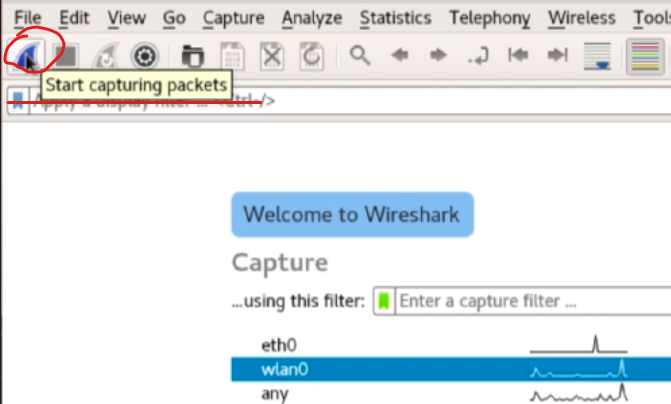 File Edit View Go Capture Analyze Statistics Telephony Wireless Tools
Start capturing packets
Apply a display filter ... <Ctrl-/>
Welcome to Wireshark
Capture
...using this filter: Enter a capture filter ...
eth0
wlan0
any